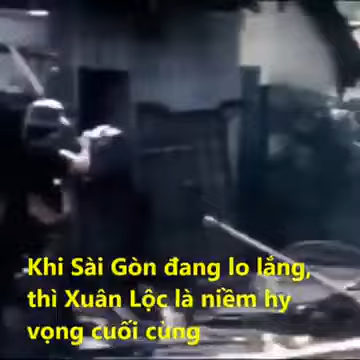 Khi Sài Gòn đang lo lắng,
thì Xuân Lộc là niềm hy
vọng cuối cùng